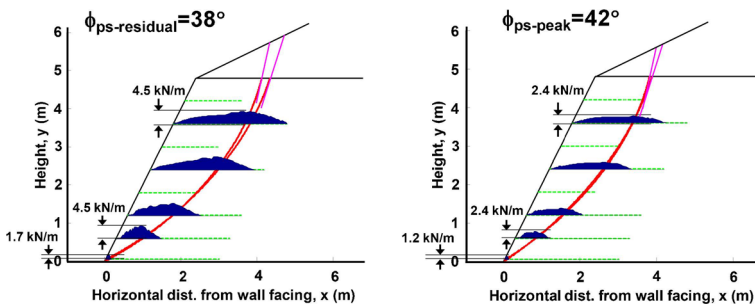 ϕps-residual=38°
6
5
4
3
2
1
0
Height, y (m)
4.5 kN/m
4.5 kN/m
1.7 kN/m
0 2 4 6
Horizontal dist. from wall facing, x (m)
ϕps-peak=42°
6
5
4
3
2
1
0
Height, y (m)
2.4 kN/m
2.4 kN/m
1.2 kN/m
0 2 4 6
Horizontal dist. from wall facing, x (m)